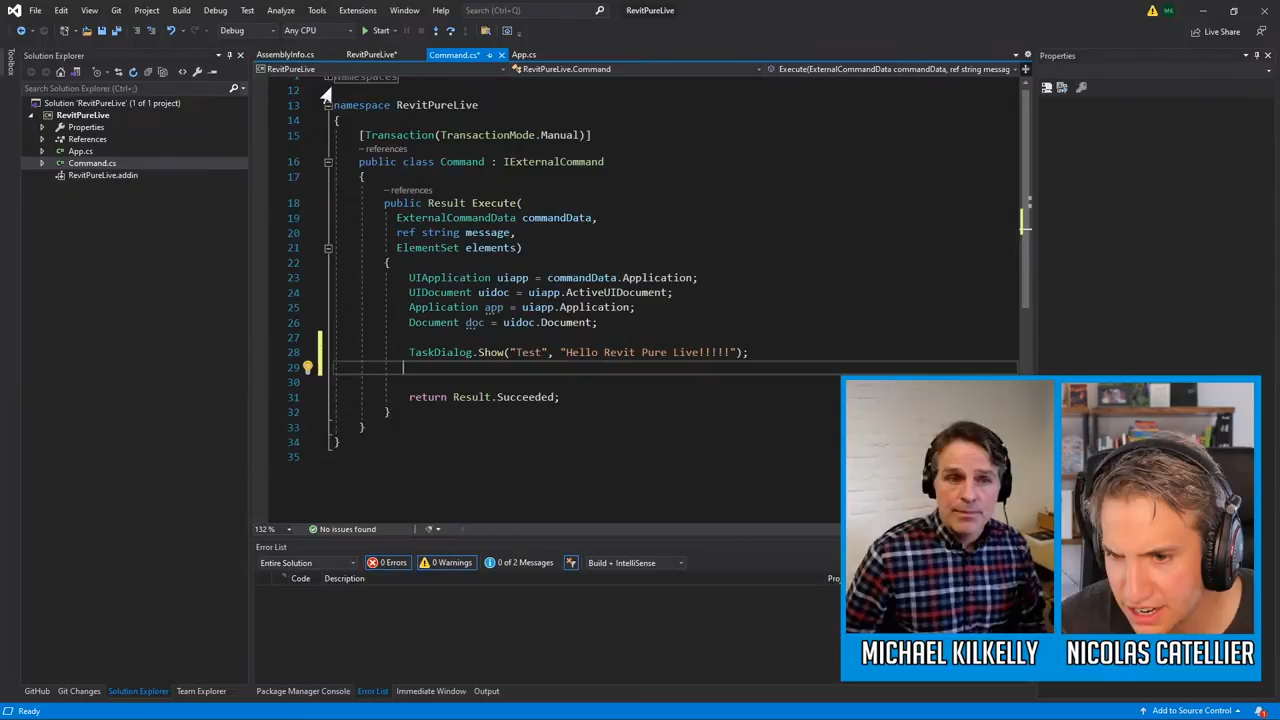 File Edit View Git Project Build Debug Test Analyze Tools Extensions Window Help Search (Ctrl+Q) RevitPureLive MK
Debug Any CPU Start Live Share
Toolbox
Solution Explorer
Search Solution Explorer (Ctrl+;)
Solution 'RevitPureLive' (1 of 1 project)
RevitPureLive
Properties
References
App.cs
Command.cs
RevitPureLive.addin
AssemblyInfo.cs RevitPureLive* Command.cs* App.cs
RevitPureLive RevitPureLive.Command Execute(ExternalCommandData commandData, ref string messag
1 Namespaces
12
13 namespace RevitPureLive
14 {
15 [Transaction(TransactionMode.Manual)]
– references
16 public class Command : IExternalCommand
17 {
– references
18 public Result Execute(
19 ExternalCommandData commandData,
20 ref string message,
21 ElementSet elements)
22 {
23 UIApplication uiapp = commandData.Application;
24 UIDocument uidoc = uiapp.ActiveUIDocument;
25 Application app = uiapp.Application;
26 Document doc = uidoc.Document;
27
28 TaskDialog.Show("Test", "Hello Revit Pure Live!!!!!");
29
30
31 return Result.Succeeded;
32 }
33 }
34 }
35
132 % No issues found
Error List
Entire Solution 0 Errors 0 Warnings 0 of 2 Messages Build + IntelliSense
Code Description Proj
Properties
MICHAEL KILKELLY NICOLAS CATELLIER
GitHub Git Changes Solution Explorer Team Explorer Package Manager Console Error List Immediate Window Output
Ready Add to Source Control 1